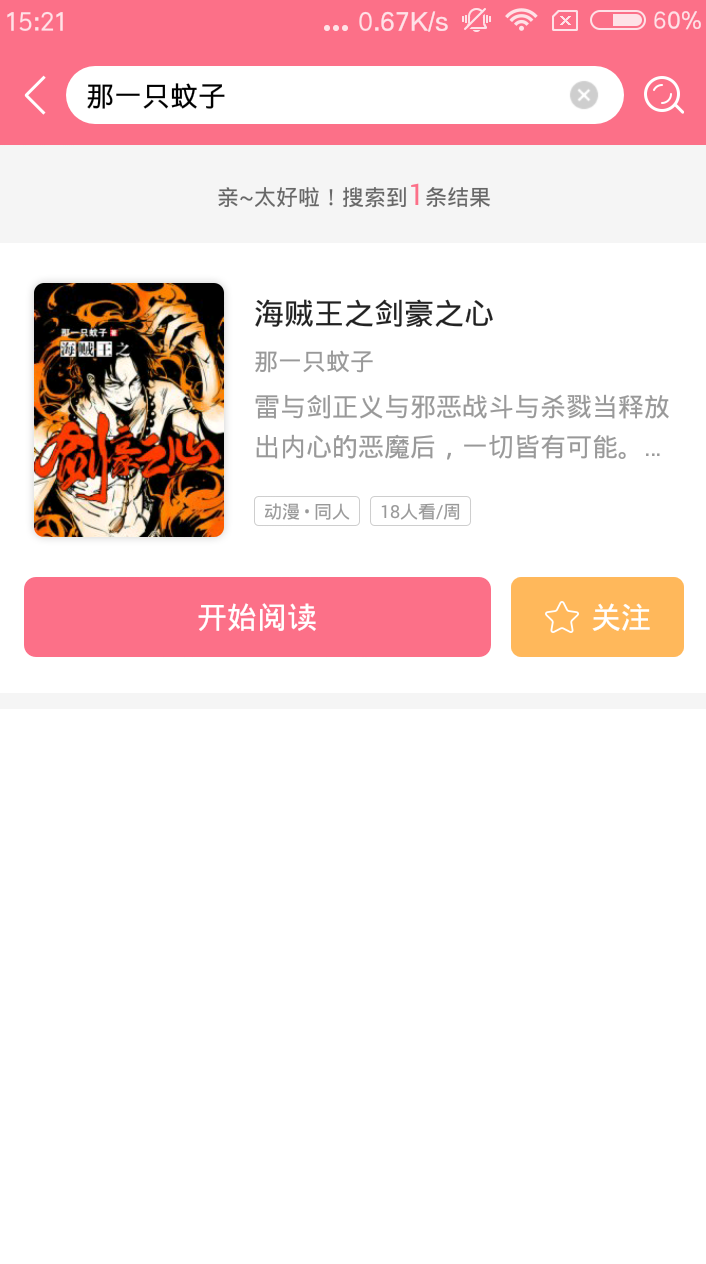 15:21 ... 0.67K/s 60%
那一只蚊子
亲~太好啦！搜索到1条结果
那一只蚊子 著
海贼王之
剑豪之心
海贼王之剑豪之心
那一只蚊子
雷与剑正义与邪恶战斗与杀戮当释放
出内心的恶魔后，一切皆有可能。...
动漫•同人 18人看/周
开始阅读 关注